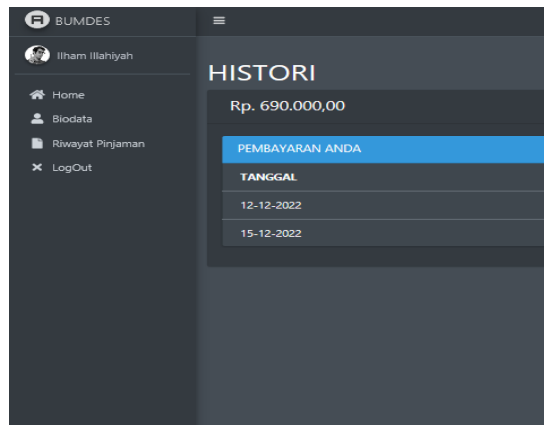 BUMDES
Ilham Illahiyah
Home
Biodata
Riwayat Pinjaman
LogOut
HISTORI
Rp. 690.000,00
PEMBAYARAN ANDA
TANGGAL
12-12-2022
15-12-2022